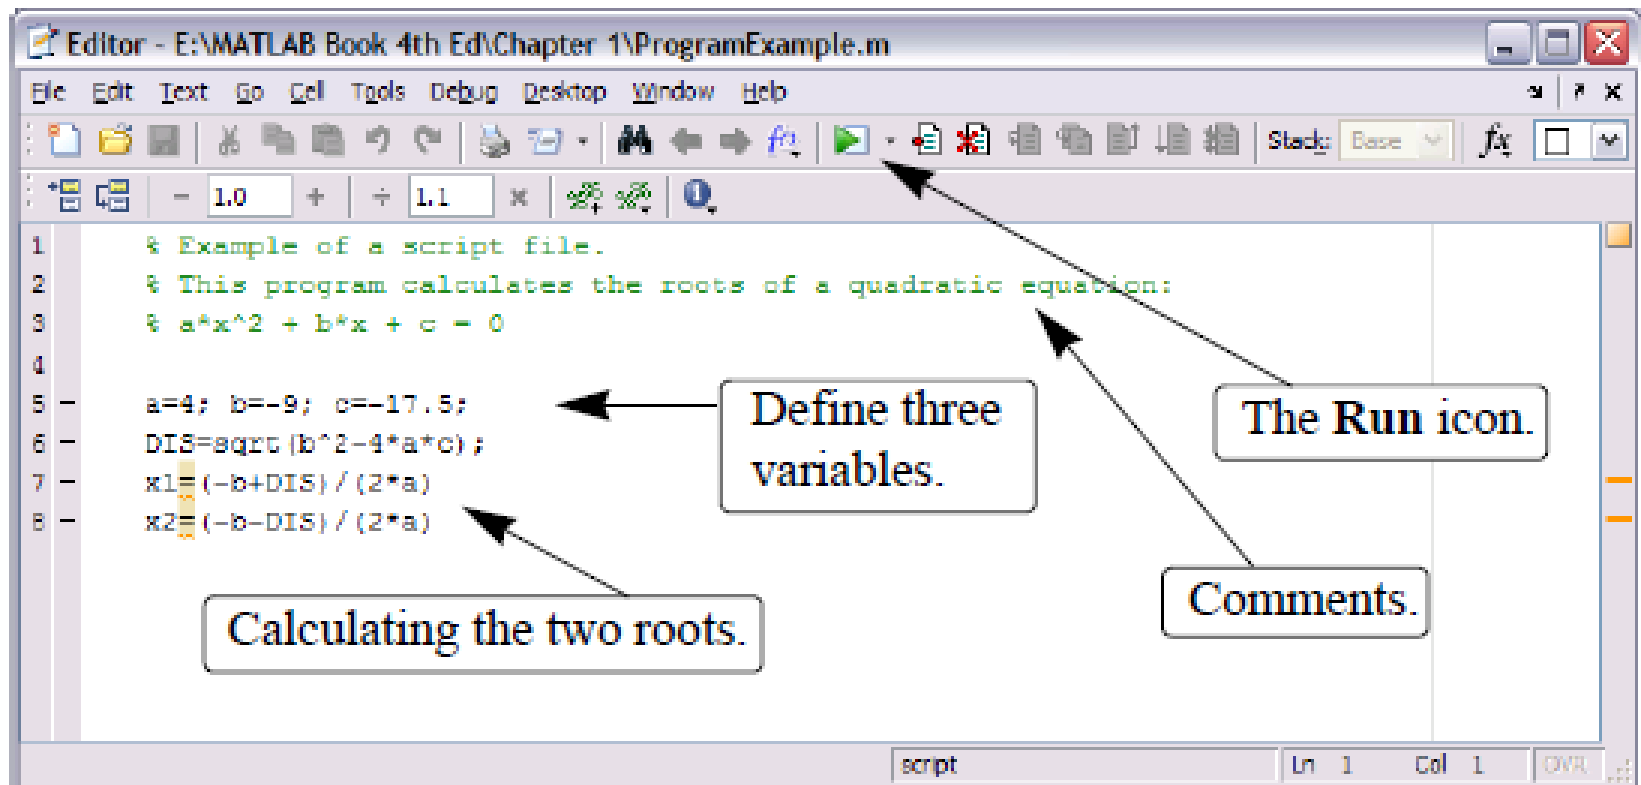 Editor - E:\MATLAB Book 4th Ed\Chapter 1\ProgramExample.m
File Edit Text Go Cell Tools Debug Desktop Window Help
Stack: Base fx
- 1.0 + ÷ 1.1 ×
1 % Example of a script file.
2 % This program calculates the roots of a quadratic equation:
3 % a*x^2 + b*x + c = 0
4
5 - a=4; b=-9; c=-17.5;
6 - DIS=sqrt(b^2-4*a*c);
7 - x1=(-b+DIS)/(2*a)
8 - x2=(-b-DIS)/(2*a)
Define three
variables.
The Run icon.
Comments.
Calculating the two roots.
script Ln 1 Col 1 OVR